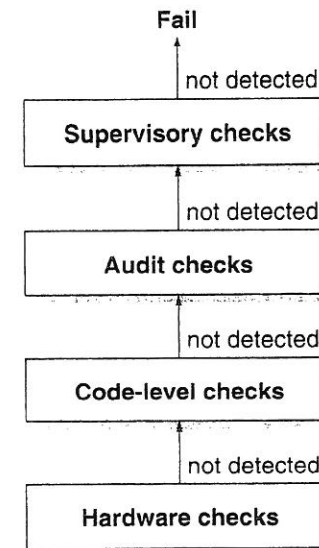 Fail
not detected
Supervisory checks
not detected
Audit checks
not detected
Code-level checks
not detected
Hardware checks